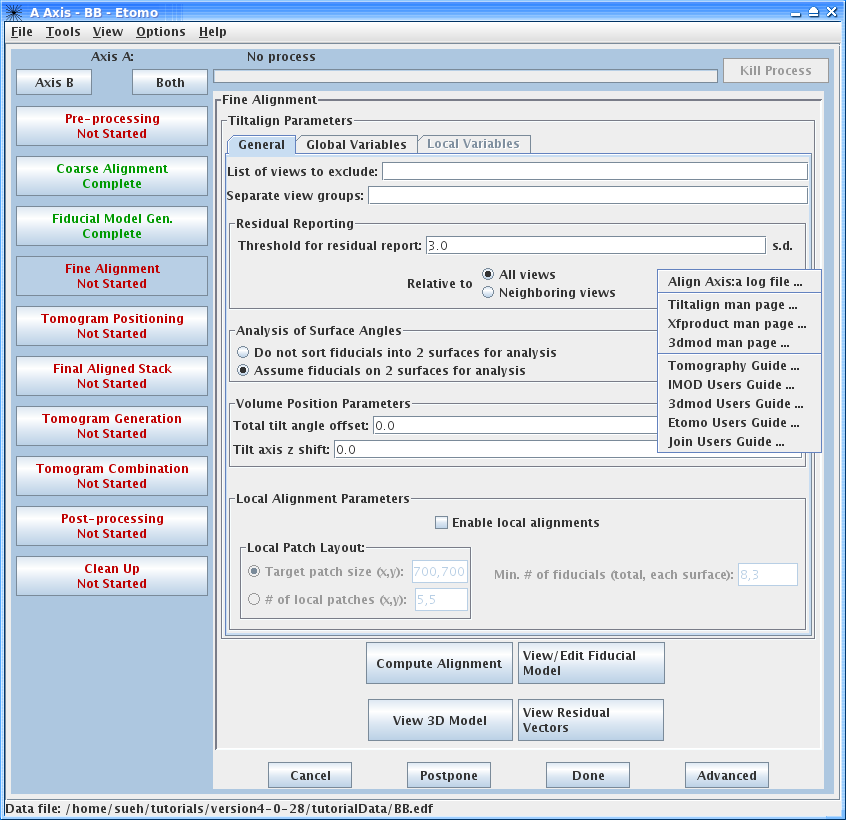 A Axis - BB - Etomo
File Tools View Options Help
Axis A: No process
Axis B Both Kill Process
Pre-processing
Not Started
Coarse Alignment
Complete
Fiducial Model Gen.
Complete
Fine Alignment
Not Started
Tomogram Positioning
Not Started
Final Aligned Stack
Not Started
Tomogram Generation
Not Started
Tomogram Combination
Not Started
Post-processing
Not Started
Clean Up
Not Started
Fine Alignment
Tiltalign Parameters
General Global Variables Local Variables
List of views to exclude:
Separate view groups:
Residual Reporting
Threshold for residual report: 3.0 s.d.
Relative to All views
Neighboring views
Analysis of Surface Angles
Do not sort fiducials into 2 surfaces for analysis
Assume fiducials on 2 surfaces for analysis
Volume Position Parameters
Total tilt angle offset: 0.0
Tilt axis z shift: 0.0
Align Axis:a log file ...
Tiltalign man page ...
Xfproduct man page ...
3dmod man page ...
Tomography Guide ...
IMOD Users Guide ...
3dmod Users Guide ...
Etomo Users Guide ...
Join Users Guide ...
Local Alignment Parameters
Enable local alignments
Local Patch Layout:
Target patch size (x,y): 700,700
# of local patches (x,y): 5,5
Min. # of fiducials (total, each surface): 8,3
Compute Alignment
View/Edit Fiducial
Model
View 3D Model
View Residual
Vectors
Cancel Postpone Done Advanced
Data file: /home/sueh/tutorials/version4-0-28/tutorialData/BB.edf